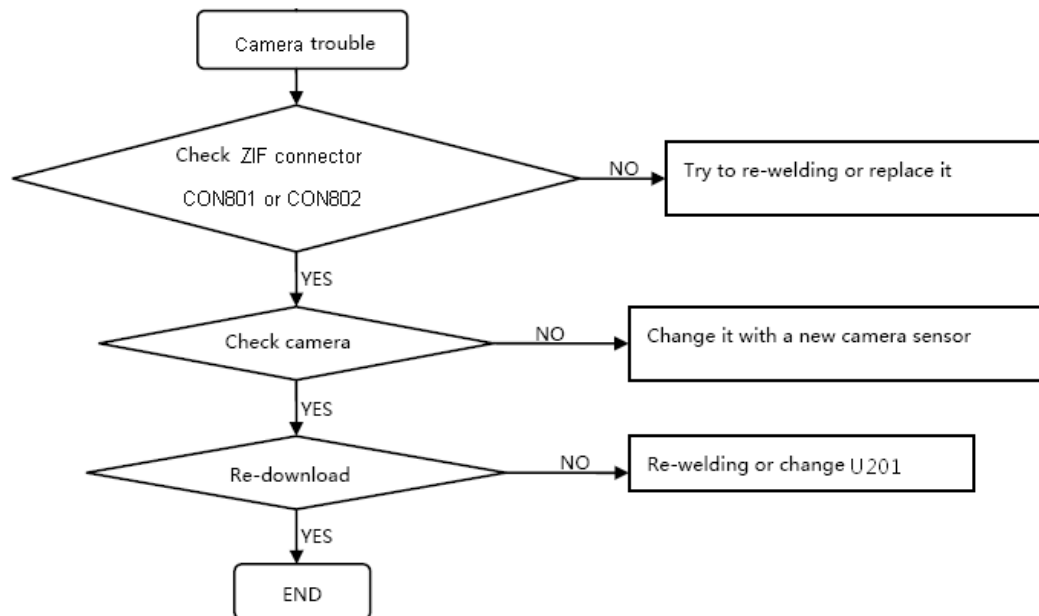 Camera trouble
Check ZIF connector
CON801 or CON802
NO
Try to re-welding or replace it
YES
Check camera
NO
Change it with a new camera sensor
YES
Re-download
NO
Re-welding or change U201
YES
END